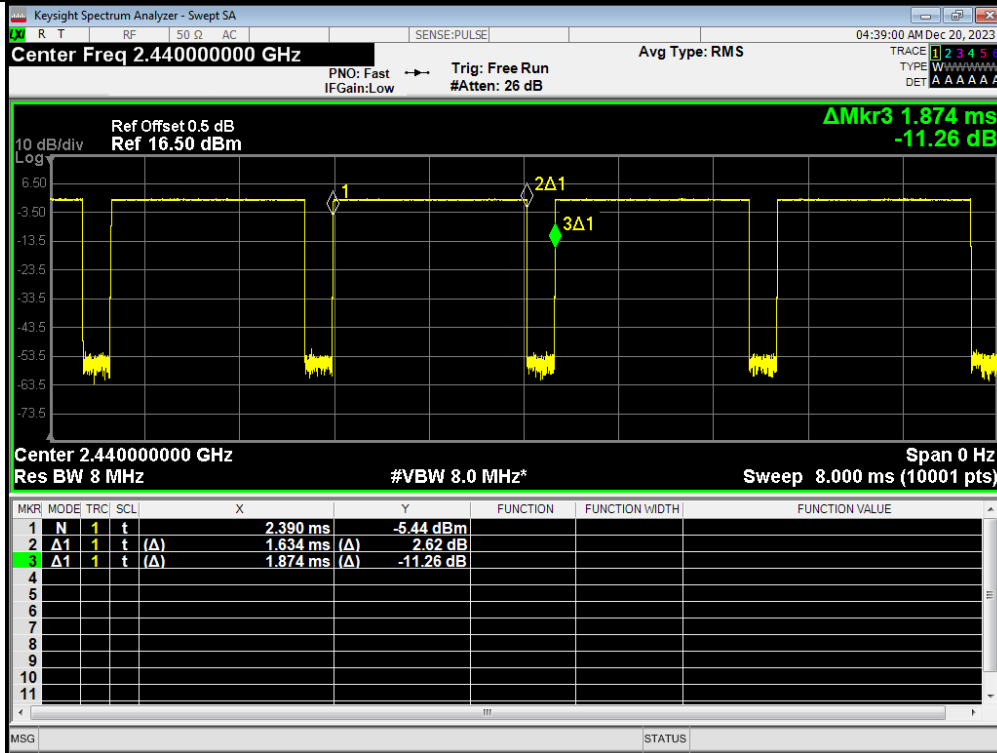 Keysight Spectrum Analyzer - Swept SA
LXI R T RF 50 Ω AC SENSE:PULSE 04:39:00 AM Dec 20, 2023
Center Freq 2.440000000 GHz
PNO: Fast
IFGain:Low
Trig: Free Run
#Atten: 26 dB
Avg Type: RMS
TRACE 1 2 3 4 5 6
TYPE W
DET A A A A A A
ΔMkr3 1.874 ms
-11.26 dB
Ref Offset 0.5 dB
10 dB/div Ref 16.50 dBm
Log
6.50
-3.50
-13.5
-23.5
-33.5
-43.5
-53.5
-63.5
-73.5
1
2Δ1
3Δ1
Center 2.440000000 GHz Span 0 Hz
Res BW 8 MHz #VBW 8.0 MHz* Sweep 8.000 ms (10001 pts)
MKR MODE TRC SCL X Y FUNCTION FUNCTION WIDTH FUNCTION VALUE
1 N 1 t 2.390 ms -5.44 dBm
2 Δ1 1 t (Δ) 1.634 ms (Δ) 2.62 dB
3 Δ1 1 t (Δ) 1.874 ms (Δ) -11.26 dB
4
5
6
7
8
9
10
11
MSG STATUS